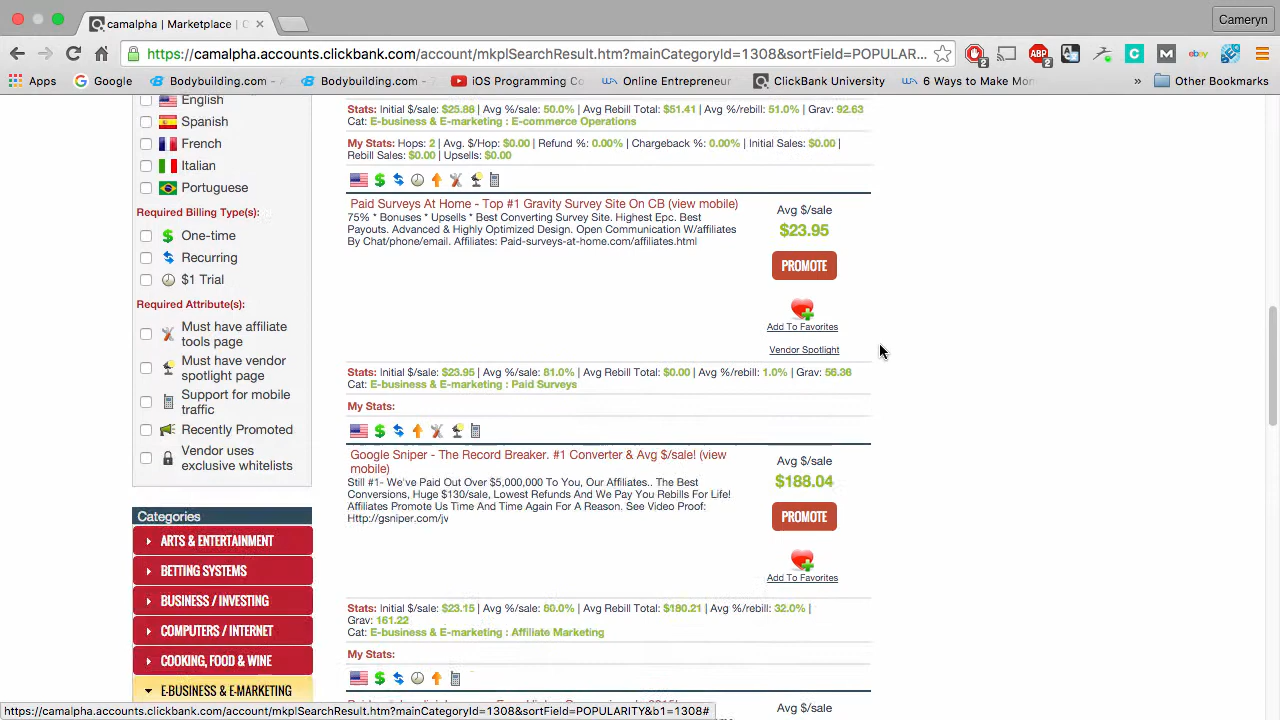 camalpha | Marketplace | C
Cameryn
https://camalpha.accounts.clickbank.com/account/mkplSearchResult.htm?mainCategoryId=1308&sortField=POPULAR...
2
ABP
2
C
M
ebay
Apps
Google
Bodybuilding.com -
Bodybuilding.com -
iOS Programming Co
Online Entrepreneur
ClickBank University
6 Ways to Make Mon
»
Other Bookmarks
English
Spanish
French
Italian
Portuguese
Required Billing Type(s):
One-time
Recurring
$1 Trial
Required Attribute(s):
Must have affiliate
tools page
Must have vendor
spotlight page
Support for mobile
traffic
Recently Promoted
Vendor uses
exclusive whitelists
Categories
ARTS & ENTERTAINMENT
BETTING SYSTEMS
BUSINESS / INVESTING
COMPUTERS / INTERNET
COOKING, FOOD & WINE
E-BUSINESS & E-MARKETING
Stats: Initial $/sale: $25.88 | Avg %/sale: 50.0% | Avg Rebill Total: $51.41 | Avg %/rebill: 51.0% | Grav: 92.63
Cat: E-business & E-marketing : E-commerce Operations
My Stats: Hops: 2 | Avg. $/Hop: $0.00 | Refund %: 0.00% | Chargeback %: 0.00% | Initial Sales: $0.00 |
Rebill Sales: $0.00 | Upsells: $0.00
Paid Surveys At Home - Top #1 Gravity Survey Site On CB (view mobile)
75% * Bonuses * Upsells * Best Converting Survey Site. Highest Epc. Best
Payouts. Advanced & Highly Optimized Design. Open Communication W/affiliates
By Chat/phone/email. Affiliates: Paid-surveys-at-home.com/affiliates.html
Avg $/sale
$23.95
PROMOTE
Add To Favorites
Vendor Spotlight
Stats: Initial $/sale: $23.95 | Avg %/sale: 81.0% | Avg Rebill Total: $0.00 | Avg %/rebill: 1.0% | Grav: 56.36
Cat: E-business & E-marketing : Paid Surveys
My Stats:
Google Sniper - The Record Breaker. #1 Converter & Avg $/sale! (view
mobile)
Still #1- We've Paid Out Over $5,000,000 To You, Our Affiliates.. The Best
Conversions, Huge $130/sale, Lowest Refunds And We Pay You Rebills For Life!
Affiliates Promote Us Time And Time Again For A Reason. See Video Proof:
Http://gsniper.com/jv
Avg $/sale
$188.04
PROMOTE
Add To Favorites
Stats: Initial $/sale: $23.15 | Avg %/sale: 60.0% | Avg Rebill Total: $180.21 | Avg %/rebill: 32.0% |
Grav: 161.22
Cat: E-business & E-marketing : Affiliate Marketing
My Stats:
Avg $/sale
https://camalpha.accounts.clickbank.com/account/mkplSearchResult.htm?mainCategoryId=1308&sortField=POPULARITY&b1=1308#